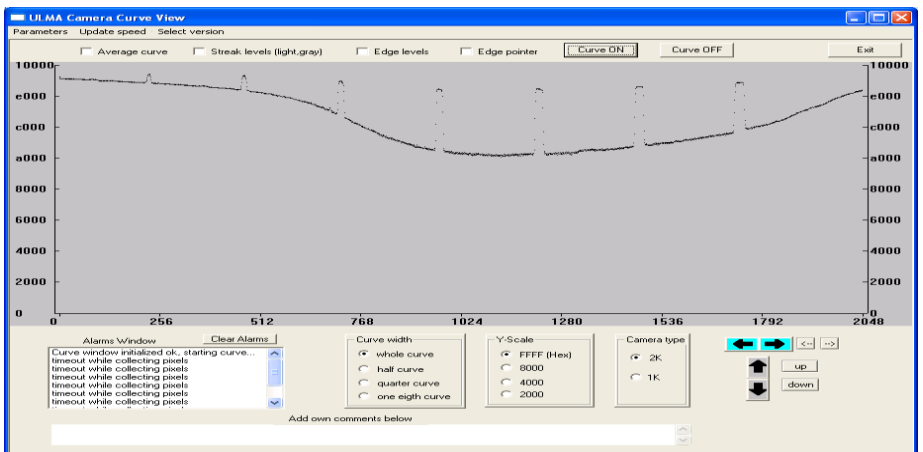 ULMA Camera Curve View
Parameters Update speed Select version
Average curve Streak levels (light,gray) Edge levels Edge pointer Curve ON Curve OFF Exit
10000 10000
e000 e000
c000 c000
a000 a000
8000 8000
6000 6000
4000 4000
2000 2000
0 0
0 256 512 768 1024 1280 1536 1792 2048
Alarms Window Clear Alarms Curve width Y-Scale Camera type
Curve window initialized ok, starting curve... whole curve FFFF (Hex) 2K <-- -->
timeout while collecting pixels
timeout while collecting pixels half curve 8000 up
timeout while collecting pixels quarter curve 4000 1K down
timeout while collecting pixels one eigth curve 2000
timeout while collecting pixels
Add own comments below